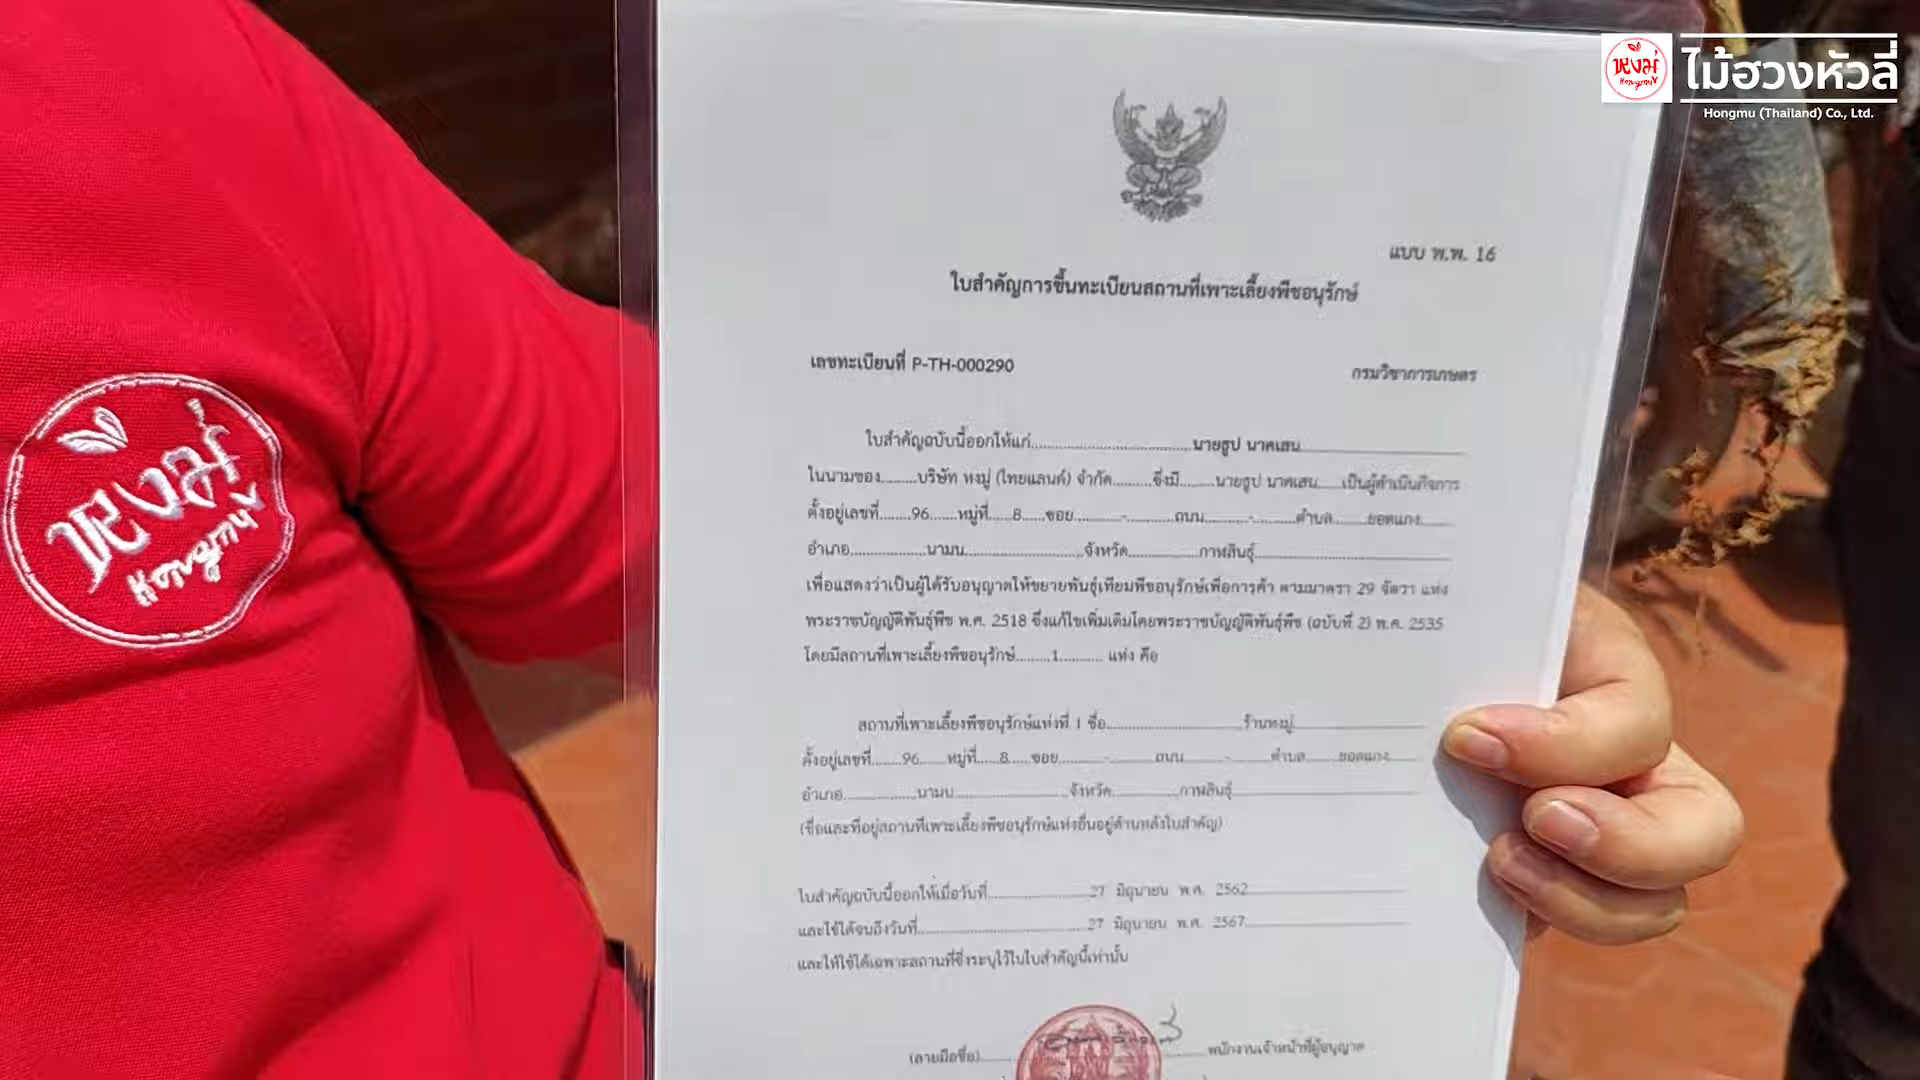 หงมู่
Hongmu
ไม้ฮวงหัวลี่
Hongmu (Thailand) Co., Ltd.
แบบ พ.พ. 16
ใบสำคัญการขึ้นทะเบียนสถานที่เพาะเลี้ยงพืชอนุรักษ์
เลขทะเบียนที่ P-TH-000290
กรมวิชาการเกษตร
ใบสำคัญฉบับนี้ออกให้แก่........................................นายธูป นาคเสน........................................
ในนามของ.........บริษัท หงมู่ (ไทยแลนด์) จำกัด..........ซึ่งมี.........นายธูป นาคเสน......เป็นผู้ดำเนินกิจการ
ตั้งอยู่เลขที่........96.......หมู่ที่......8......ซอย............-............ถนน...........-...........ตำบล........ยอดแกง........
อำเภอ...................นามน.............................จังหวัด.................กาฬสินธุ์........................................
เพื่อแสดงว่าเป็นผู้ได้รับอนุญาตให้ขยายพันธุ์เทียมพืชอนุรักษ์เพื่อการค้า ตามมาตรา 29 จัตวา แห่ง
พระราชบัญญัติพันธุ์พืช พ.ศ. 2518 ซึ่งแก้ไขเพิ่มเติมโดยพระราชบัญญัติพันธุ์พืช (ฉบับที่ 2) พ.ศ. 2535
โดยมีสถานที่เพาะเลี้ยงพืชอนุรักษ์.........1........... แห่ง คือ
สถานที่เพาะเลี้ยงพืชอนุรักษ์แห่งที่ 1 ชื่อ..................................ร้านหงมู่................................
ตั้งอยู่เลขที่........96.......หมู่ที่......8......ซอย............-............ถนน...........-...........ตำบล........ยอดแกง........
อำเภอ...................นามน.............................จังหวัด.................กาฬสินธุ์........................................
(ชื่อและที่อยู่สถานที่เพาะเลี้ยงพืชอนุรักษ์แห่งอื่นอยู่ด้านหลังใบสำคัญ)
ใบสำคัญฉบับนี้ออกให้เมื่อวันที่.........................27 มิถุนายน พ.ศ. 2562........................................
และใช้ได้จนถึงวันที่..........................................27 มิถุนายน พ.ศ. 2567........................................
และให้ใช้ได้เฉพาะสถานที่ซึ่งระบุไว้ในใบสำคัญนี้เท่านั้น
(ลายมือชื่อ)........ ..........พนักงานเจ้าหน้าที่ผู้อนุญาต
หงมู่
Hongmu